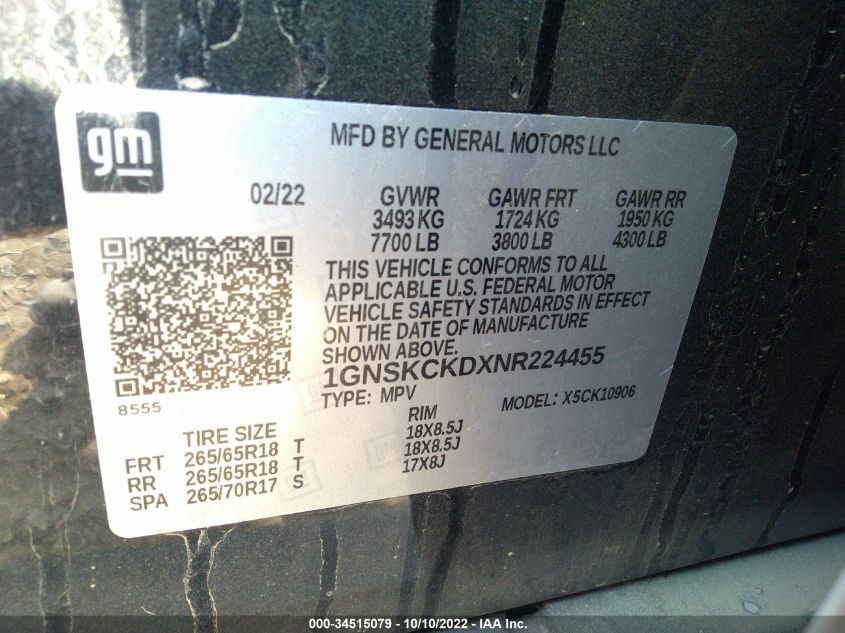 gm
MFD BY GENERAL MOTORS LLC
02/22 GVWR GAWR FRT GAWR RR
3493 KG 1724 KG 1950 KG
7700 LB 3800 LB 4300 LB
THIS VEHICLE CONFORMS TO ALL
APPLICABLE U.S. FEDERAL MOTOR
VEHICLE SAFETY STANDARDS IN EFFECT
ON THE DATE OF MANUFACTURE
SHOWN ABOVE.
1GNSKCKDXNR224455
8555
TYPE: MPV MODEL: X5CK10906
TIRE SIZE RIM
FRT 265/65R18 T 18X8.5J
RR 265/65R18 T 18X8.5J
SPA 265/70R17 S 17X8J
000-34515079 - 10/10/2022 - IAA Inc.